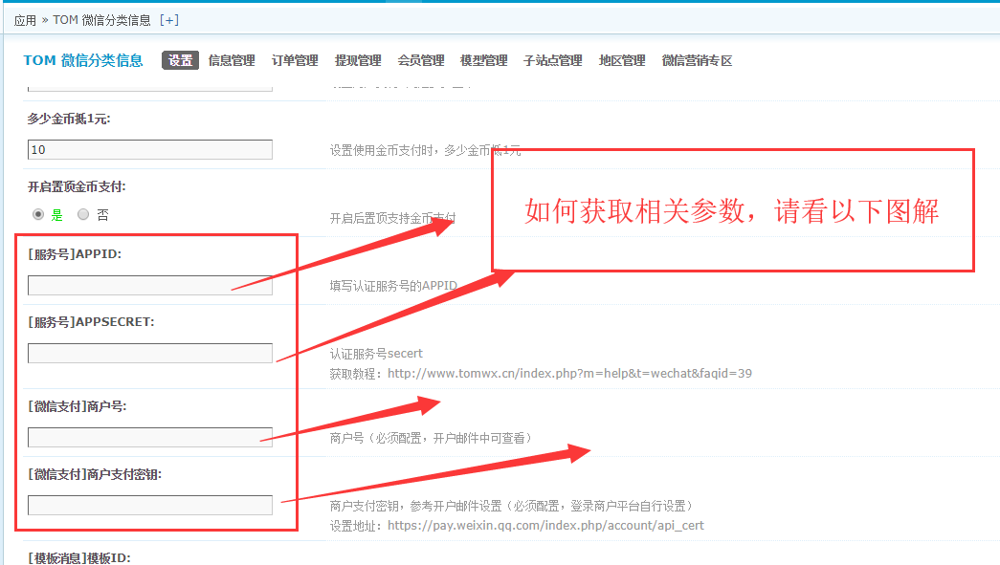 应用 » TOM 微信分类信息 [+]
TOM 微信分类信息 设置 信息管理 订单管理 提现管理 会员管理 模型管理 子站点管理 地区管理 微信营销专区
多少金币抵1元:
10
设置使用金币支付时，多少金币抵1元
开启置顶金币支付:
是 否
开启后置顶支持金币支付
如何获取相关参数，请看以下图解
[服务号]APPID:
填写认证服务号的APPID
[服务号]APPSECRET:
认证服务号secert
获取教程：http://www.tomwx.cn/index.php?m=help&t=wechat&faqid=39
[微信支付]商户号:
商户号（必须配置，开户邮件中可查看）
[微信支付]商户支付密钥:
商户支付密钥，参考开户邮件设置（必须配置，登录商户平台自行设置）
设置地址：https://pay.weixin.qq.com/index.php/account/api_cert
[模板消息]模板ID: